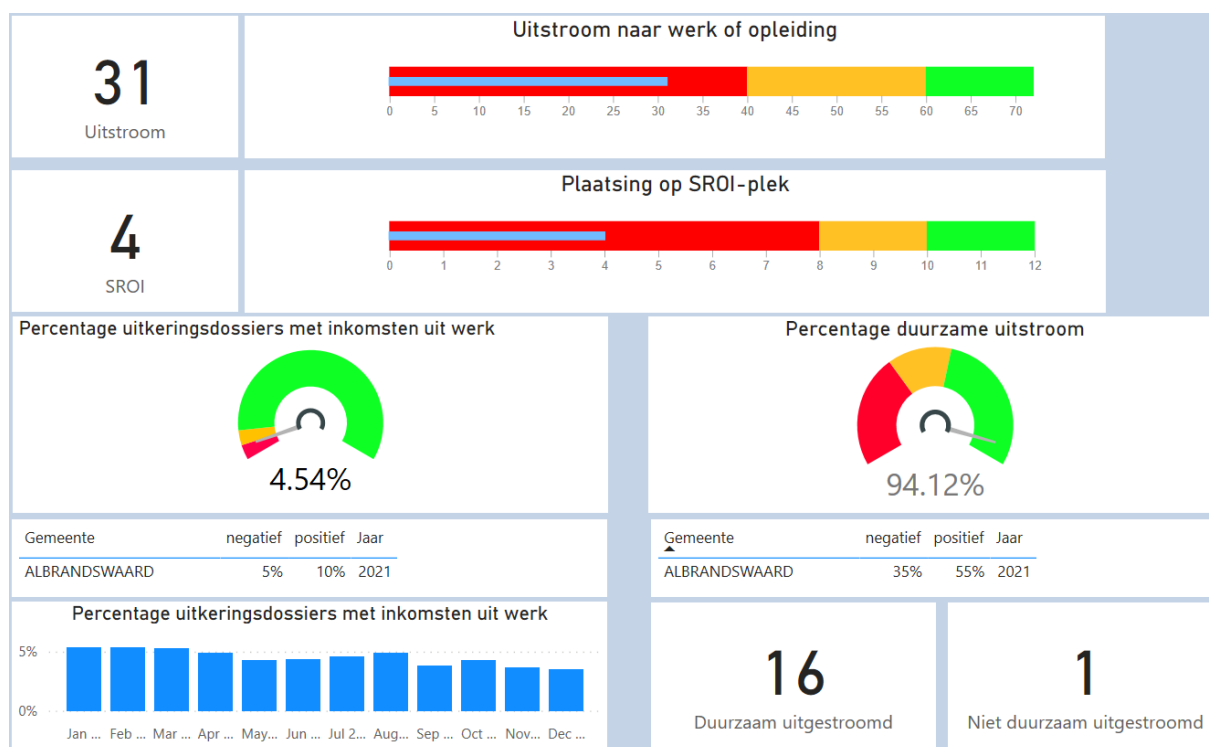 31
Uitstroom
Uitstroom naar werk of opleiding
0 5 10 15 20 25 30 35 40 45 50 55 60 65 70
4
SROI
Plaatsing op SROI-plek
0 1 2 3 4 5 6 7 8 9 10 11 12
Percentage uitkeringsdossiers met inkomsten uit werk
4.54%
Percentage duurzame uitstroom
94.12%
Gemeente negatief positief Jaar
ALBRANDSWAARD 5% 10% 2021
Gemeente negatief positief Jaar
ALBRANDSWAARD 35% 55% 2021
Percentage uitkeringsdossiers met inkomsten uit werk
5%
0%
Jan ... Feb ... Mar ... Apr ... May... Jun ... Jul 2... Aug... Sep ... Oct ... Nov... Dec ...
16
Duurzaam uitgestroomd
1
Niet duurzaam uitgestroomd